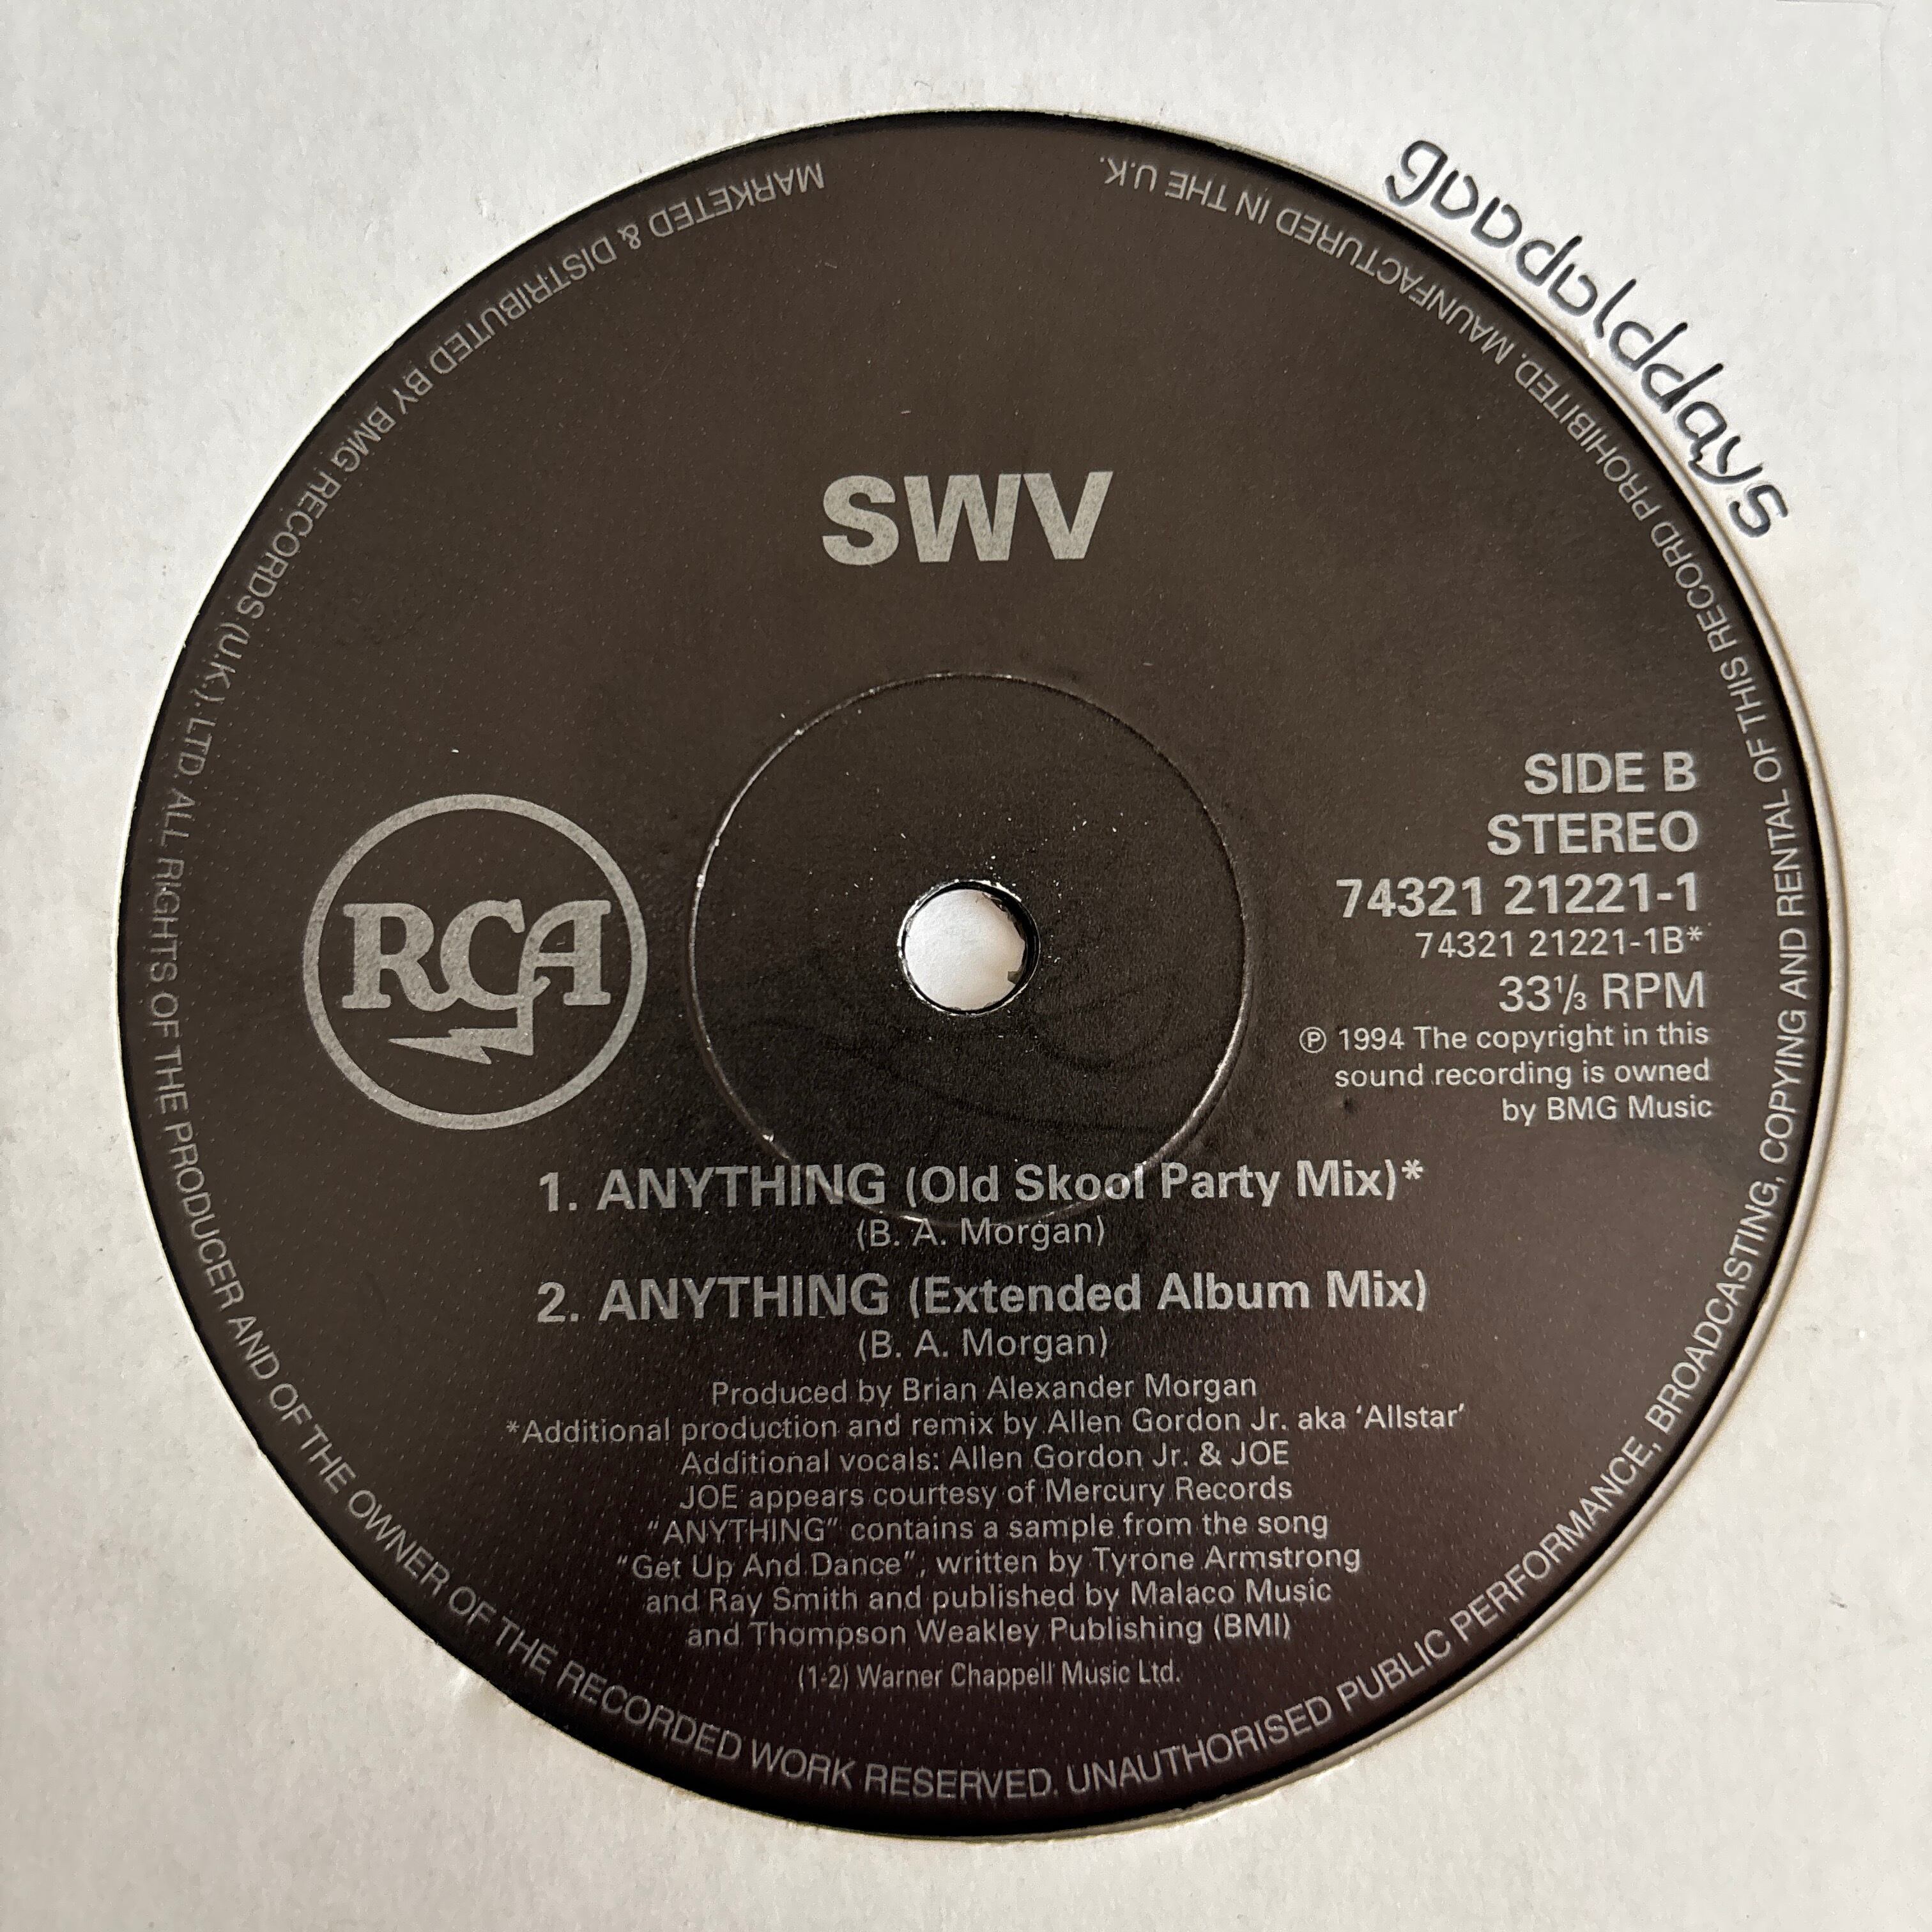 goodolddays
SWV
SIDE B
STEREO
74321 21221-1
74321 21221-1B*
33⅓ RPM
℗ 1994 The copyright in this
sound recording is owned
by BMG Music
RCA
1. ANYTHING (Old Skool Party Mix)*
(B. A. Morgan)
2. ANYTHING (Extended Album Mix)
(B. A. Morgan)
Produced by Brian Alexander Morgan
*Additional production and remix by Allen Gordon Jr. aka ‘Allstar’
Additional vocals: Allen Gordon Jr. & JOE
JOE appears courtesy of Mercury Records
“ANYTHING” contains a sample from the song
“Get Up And Dance”, written by Tyrone Armstrong
and Ray Smith and published by Malaco Music
and Thompson Weakley Publishing (BMI)
(1-2) Warner Chappell Music Ltd.
MARKETED & DISTRIBUTED BY BMG RECORDS (U.K.). LTD. ALL RIGHTS OF THE PRODUCER AND OF THE OWNER OF THE RECORDED WORK RESERVED. UNAUTHORISED PUBLIC PERFORMANCE, BROADCASTING, COPYING AND RENTAL OF THIS RECORD PROHIBITED. MAUNFACTURED IN THE U.K.